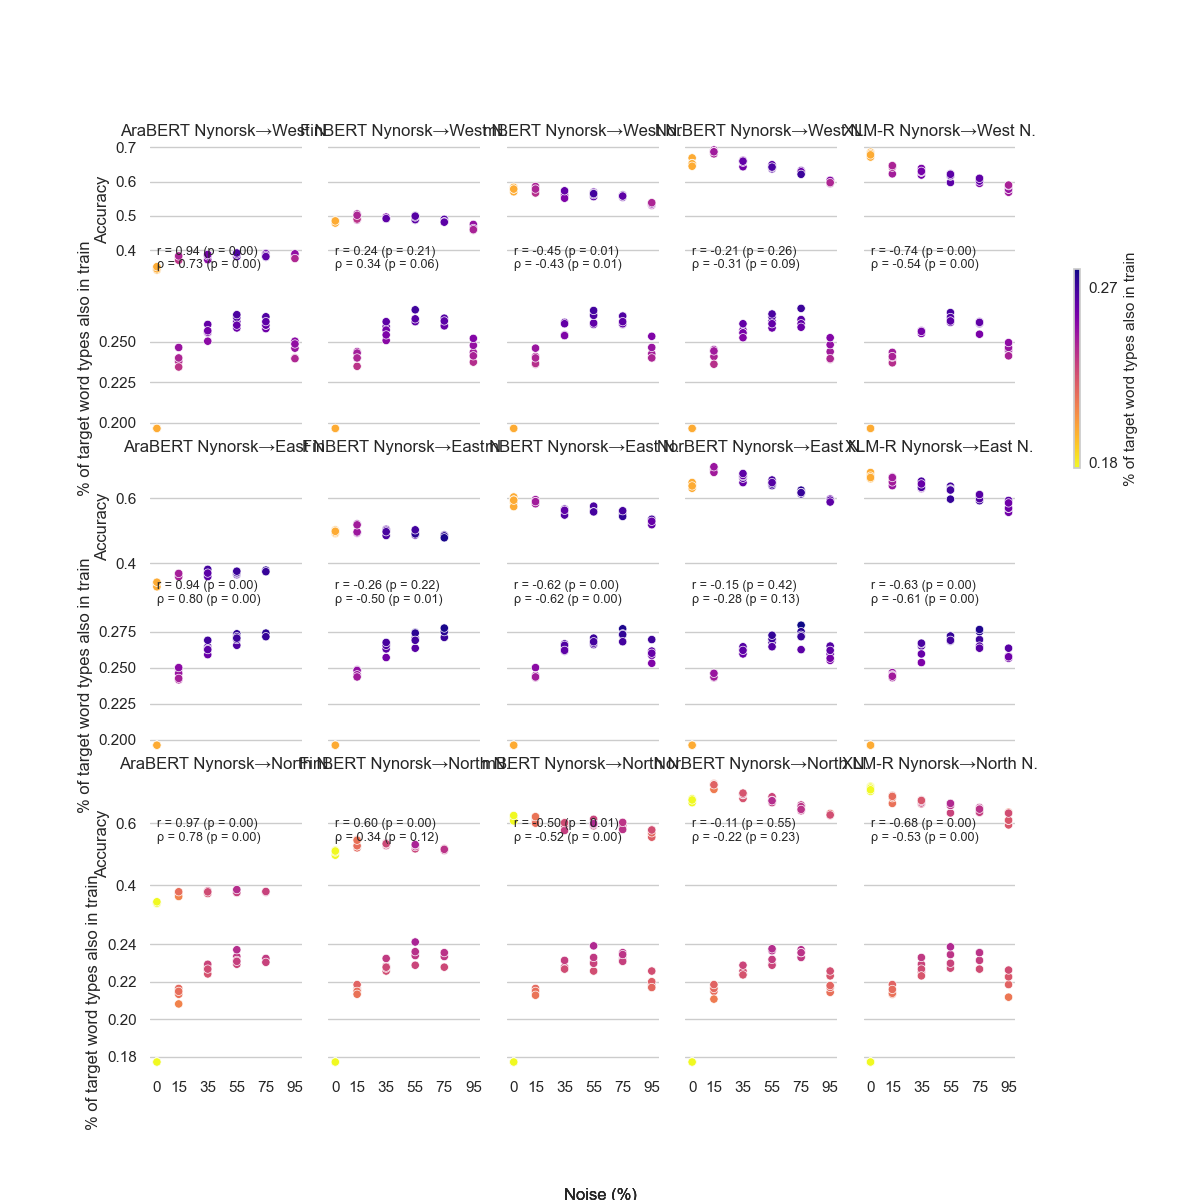 AraBERT Nynorsk→West N. FinBERT Nynorsk→West N. mBERT Nynorsk→West N. NorBERT Nynorsk→West N. XLM-R Nynorsk→West N.
0.7
0.6
0.5
0.4
Accuracy
r = 0.94 (p = 0.00) r = 0.24 (p = 0.21) r = -0.45 (p = 0.01) r = -0.21 (p = 0.26) r = -0.74 (p = 0.00)
ρ = 0.73 (p = 0.00) ρ = 0.34 (p = 0.06) ρ = -0.43 (p = 0.01) ρ = -0.31 (p = 0.09) ρ = -0.54 (p = 0.00)
% of target word types also in train
0.250
0.225
0.200
AraBERT Nynorsk→East N. FinBERT Nynorsk→East N. mBERT Nynorsk→East N. NorBERT Nynorsk→East N. XLM-R Nynorsk→East N.
0.6
0.4
Accuracy
r = 0.94 (p = 0.00) r = -0.26 (p = 0.22) r = -0.62 (p = 0.00) r = -0.15 (p = 0.42) r = -0.63 (p = 0.00)
ρ = 0.80 (p = 0.00) ρ = -0.50 (p = 0.01) ρ = -0.62 (p = 0.00) ρ = -0.28 (p = 0.13) ρ = -0.61 (p = 0.00)
% of target word types also in train
0.275
0.250
0.225
0.200
AraBERT Nynorsk→North N. FinBERT Nynorsk→North N. mBERT Nynorsk→North N. NorBERT Nynorsk→North N. XLM-R Nynorsk→North N.
0.6
0.4
Accuracy
r = 0.97 (p = 0.00) r = 0.60 (p = 0.00) r = -0.50 (p = 0.01) r = -0.11 (p = 0.55) r = -0.68 (p = 0.00)
ρ = 0.78 (p = 0.00) ρ = 0.34 (p = 0.12) ρ = -0.52 (p = 0.00) ρ = -0.22 (p = 0.23) ρ = -0.53 (p = 0.00)
% of target word types also in train
0.24
0.22
0.20
0.18
0 15 35 55 75 95 0 15 35 55 75 95 0 15 35 55 75 95 0 15 35 55 75 95 0 15 35 55 75 95
Noise (%)
0.27
0.18
% of target word types also in train